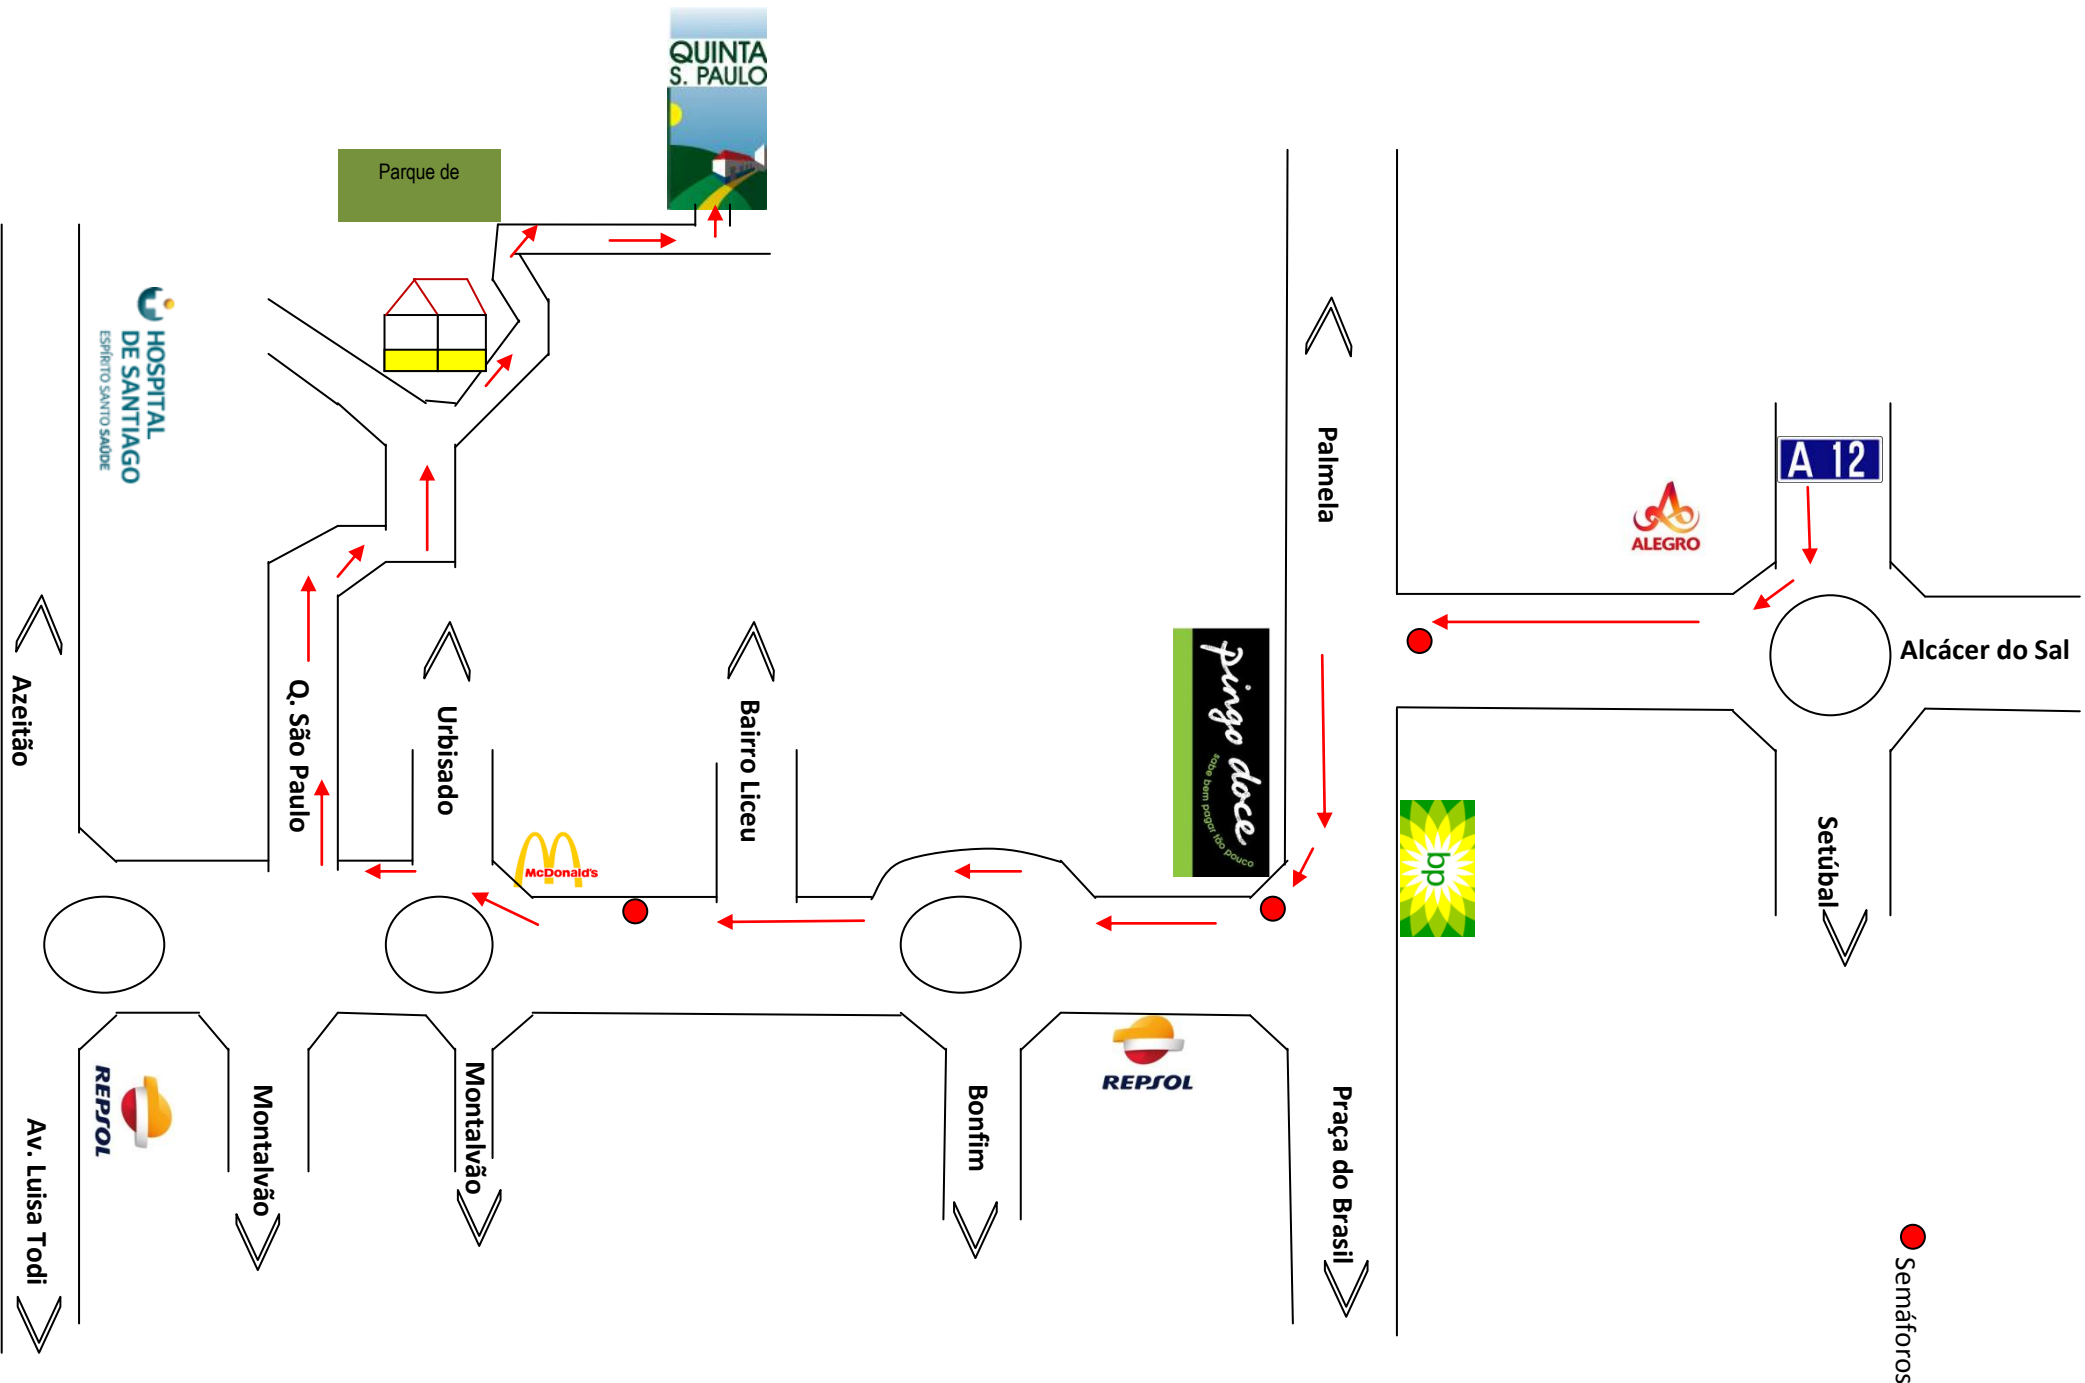 QUINTA
S. PAULO
Parque de
HOSPITAL
DE SANTIAGO
ESPÍRITO SANTO SAÚDE
Palmela
A 12
ALEGRO
Alcácer do Sal
Azeitão
Q. São Paulo
Urbisado
Bairro Liceu
pingo doce
sabe bem pagar tão pouco
bp
Setúbal
McDonald's
REPSOL
REPSOL
Av. Luisa Todi
Montalvão
Montalvão
Bonfim
Praça do Brasil
Semáforos